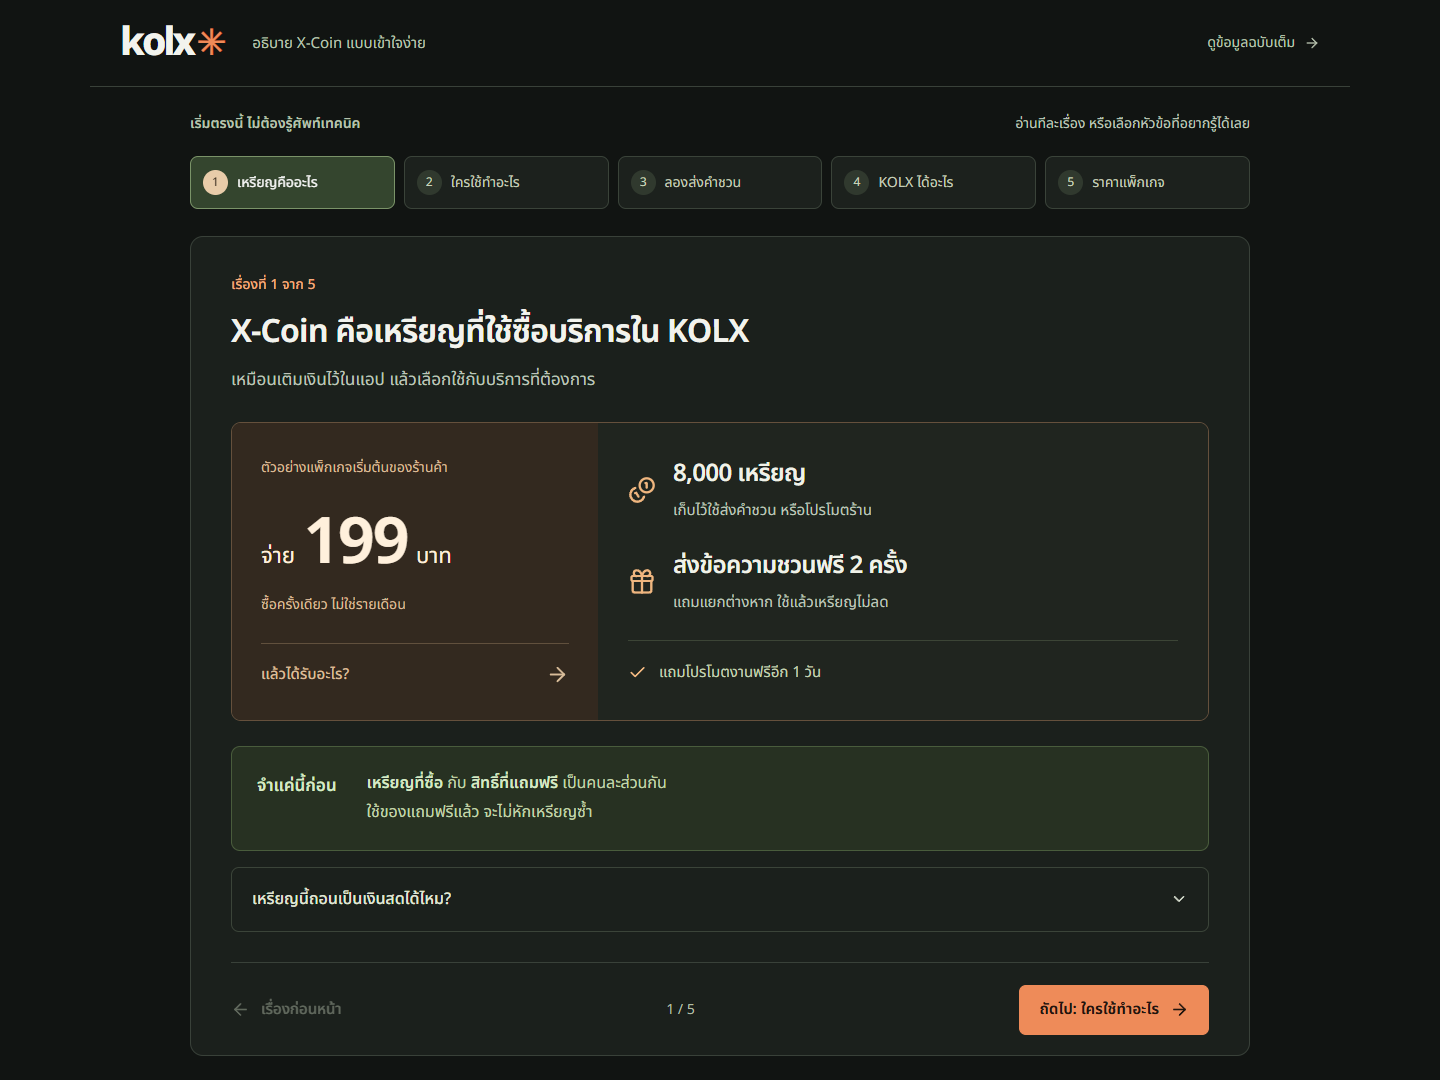 kolx
อธิบาย X-Coin แบบเข้าใจง่าย
ดูข้อมูลฉบับเต็ม
เริ่มตรงนี้ ไม่ต้องรู้ศัพท์เทคนิค
อ่านทีละเรื่อง หรือเลือกหัวข้อที่อยากรู้ได้เลย
1 เหรียญคืออะไร
2 ใครใช้ทำอะไร
3 ลองส่งคำชวน
4 KOLX ได้อะไร
5 ราคาแพ็กเกจ
เรื่องที่ 1 จาก 5
X-Coin คือเหรียญที่ใช้ซื้อบริการใน KOLX
เหมือนเติมเงินไว้ในแอป แล้วเลือกใช้กับบริการที่ต้องการ
ตัวอย่างแพ็กเกจเริ่มต้นของร้านค้า
จ่าย 199 บาท
ซื้อครั้งเดียว ไม่ใช่รายเดือน
แล้วได้รับอะไร?
8,000 เหรียญ
เก็บไว้ใช้ส่งคำชวน หรือโปรโมตร้าน
ส่งข้อความชวนฟรี 2 ครั้ง
แถมแยกต่างหาก ใช้แล้วเหรียญไม่ลด
แถมโปรโมตงานฟรีอีก 1 วัน
จำแค่นี้ก่อน
เหรียญที่ซื้อ กับ สิทธิ์ที่แถมฟรี เป็นคนละส่วนกัน
ใช้ของแถมฟรีแล้ว จะไม่หักเหรียญซ้ำ
เหรียญนี้ถอนเป็นเงินสดได้ไหม?
เรื่องก่อนหน้า
1 / 5
ถัดไป: ใครใช้ทำอะไร